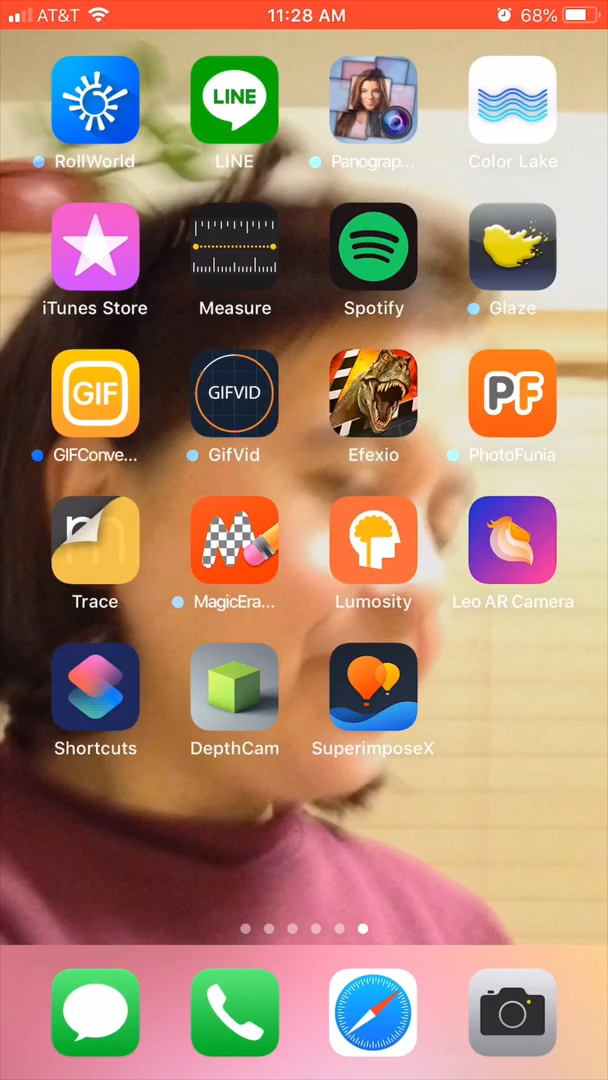 AT&T 11:28 AM 68%
LINE
RollWorld LINE Panograp... Color Lake
iTunes Store Measure Spotify Glaze
GIF GIFVID PF
GIFConve... GifVid Efexio PhotoFunia
m M
Trace MagicEra... Lumosity Leo AR Camera
Shortcuts DepthCam SuperimposeX